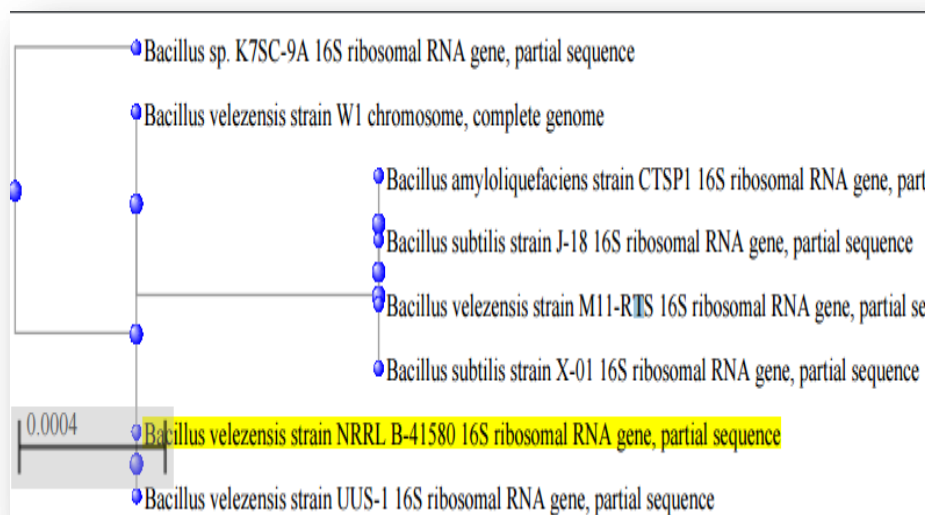 Bacillus sp. K7SC-9A 16S ribosomal RNA gene, partial sequence
Bacillus velezensis strain W1 chromosome, complete genome
Bacillus amyloliquefaciens strain CTSP1 16S ribosomal RNA gene, part
Bacillus subtilis strain J-18 16S ribosomal RNA gene, partial sequence
Bacillus velezensis strain M11-RTS 16S ribosomal RNA gene, partial se
Bacillus subtilis strain X-01 16S ribosomal RNA gene, partial sequence
0.0004
Bacillus velezensis strain NRRL B-41580 16S ribosomal RNA gene, partial sequence
Bacillus velezensis strain UUS-1 16S ribosomal RNA gene, partial sequence